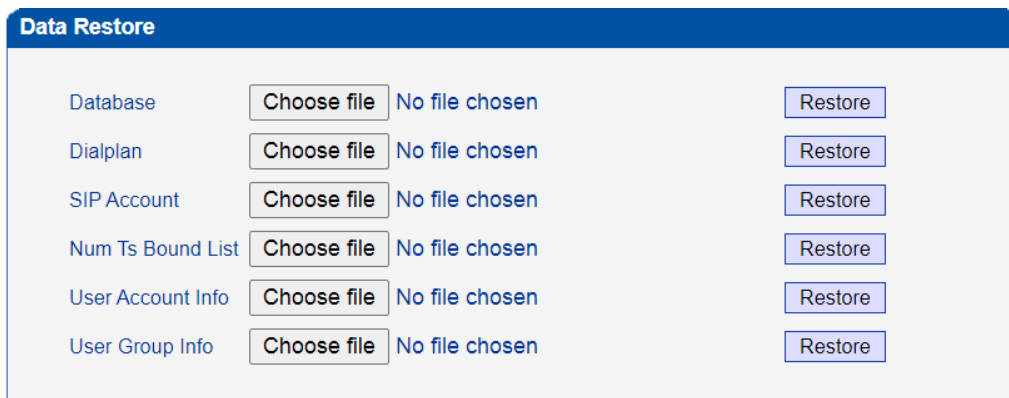 Data Restore
Database Choose file No file chosen Restore
Dialplan Choose file No file chosen Restore
SIP Account Choose file No file chosen Restore
Num Ts Bound List Choose file No file chosen Restore
User Account Info Choose file No file chosen Restore
User Group Info Choose file No file chosen Restore